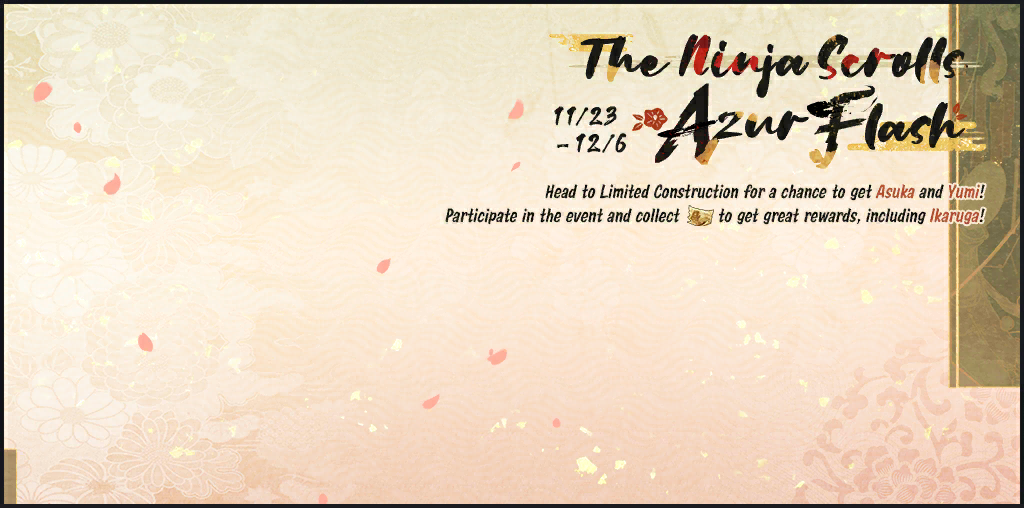 The Ninja Scrolls
Azur Flash
11/23
- 12/6
Head to Limited Construction for a chance to get Asuka and Yumi!
Participate in the event and collect to get great rewards, including Ikaruga!